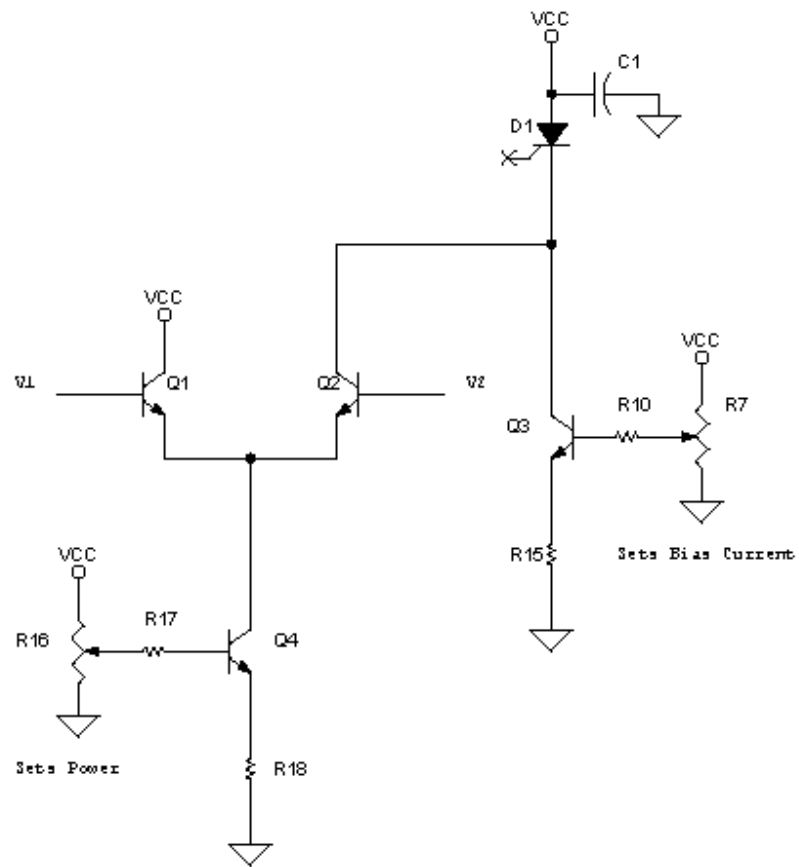 VCC
C1
D1
VCC
V1
Q1
Q2
V2
VCC
Q3
R10
R7
R15
Sets Bias Current
VCC
R16
R17
Q4
Sets Power
R18